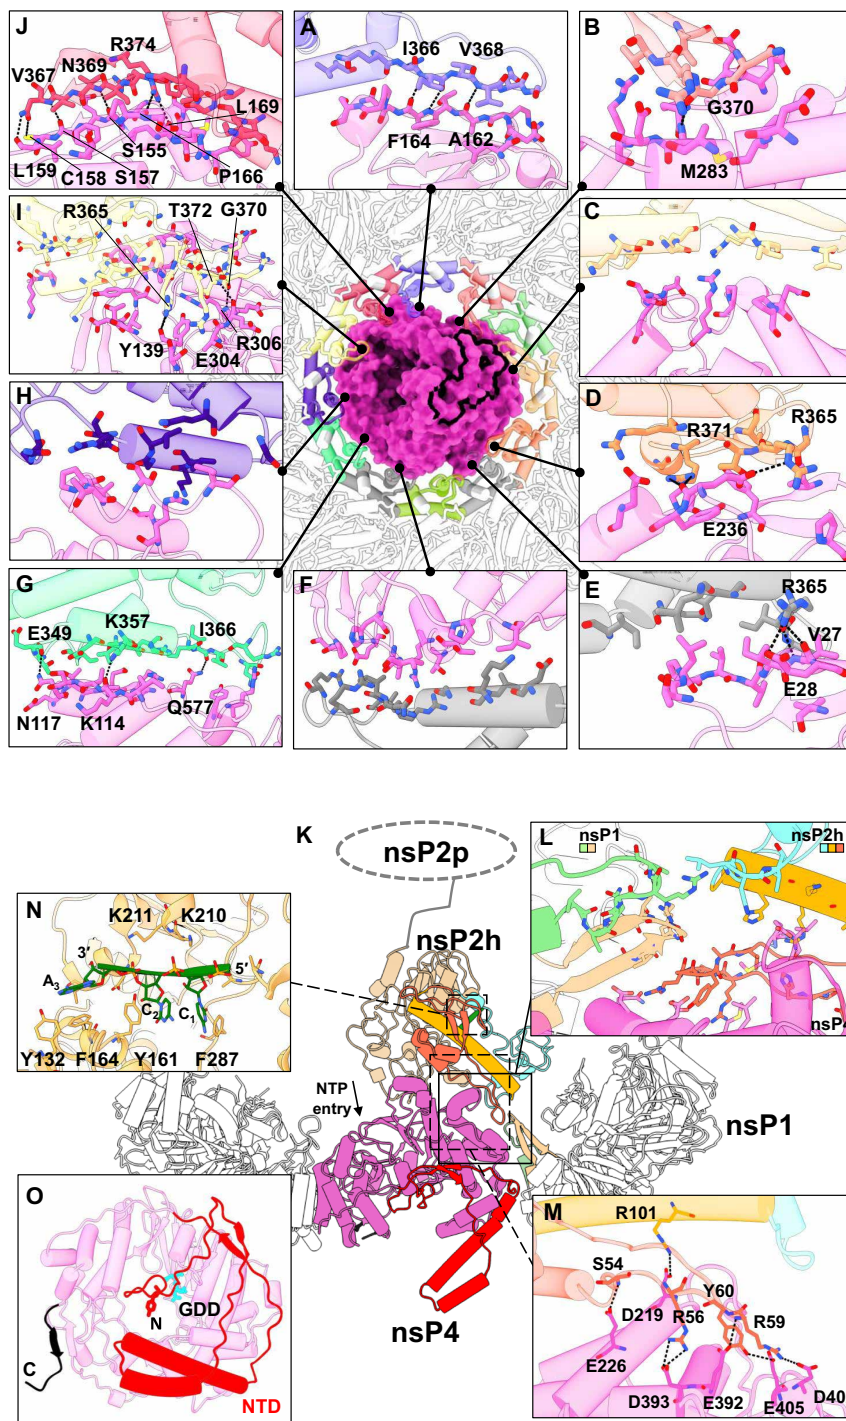 J
R374
N369
V367
L169
S155
L159
C158
S157
P166
A
I366
V368
F164
A162
B
G370
M283
I
R365
T372
G370
Y139
E304
R306
C
H
D
R371
R365
E236
G
E349
K357
I366
N117
K114
Q577
F
E
R365
V27
E28
K
nsP2p
nsP2h
NTP
entry
nsP1
nsP4
L
nsP1
nsP2h
N
K211
K210
3′
5′
A3
C2
C1
Y132
F164
Y161
F287
O
N
GDD
C
NTD
M
R101
S54
Y60
D219
R56
R59
E226
D393
E392
E405